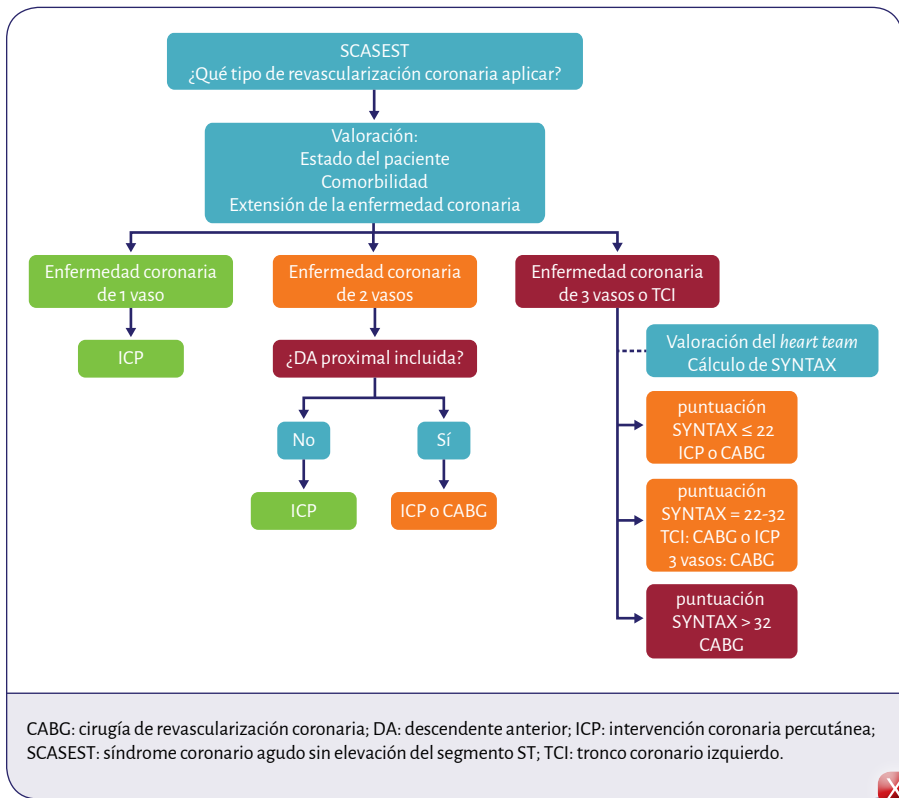 SCASEST
¿Qué tipo de revascularización coronaria aplicar?
Valoración:
Estado del paciente
Comorbilidad
Extensión de la enfermedad coronaria
Enfermedad coronaria
de 1 vaso
Enfermedad coronaria
de 2 vasos
Enfermedad coronaria
de 3 vasos o TCI
ICP
¿DA proximal incluida?
Valoración del heart team
Cálculo de SYNTAX
No
Sí
ICP
ICP o CABG
puntuación
SYNTAX ≤ 22
ICP o CABG
puntuación
SYNTAX = 22-32
TCI: CABG o ICP
3 vasos: CABG
puntuación
SYNTAX > 32
CABG
CABG: cirugía de revascularización coronaria; DA: descendente anterior; ICP: intervención coronaria percutánea;
SCASEST: síndrome coronario agudo sin elevación del segmento ST; TCI: tronco coronario izquierdo.
X